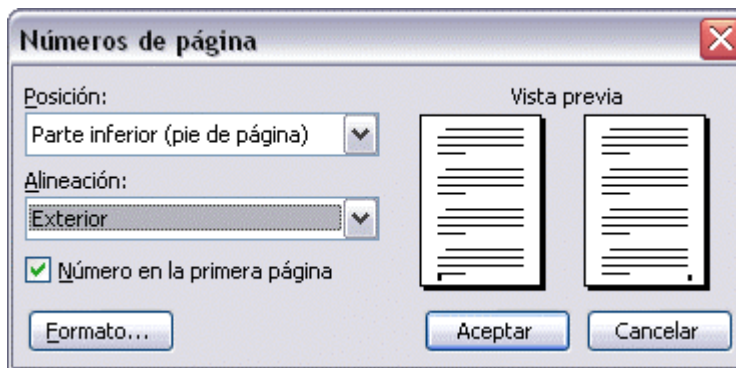 Números de página
Posición:
Vista previa
Parte inferior (pie de página)
Alineación:
Exterior
Número en la primera página
Formato...
Aceptar
Cancelar